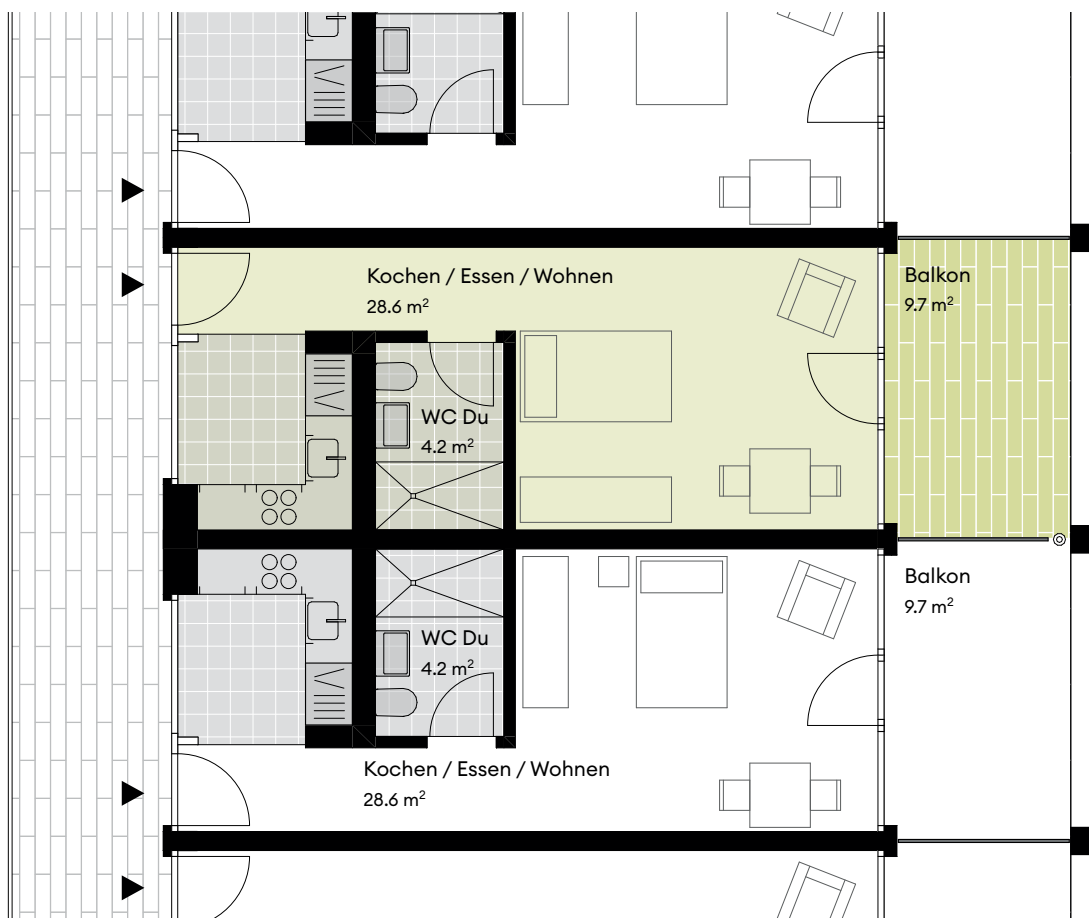 Kochen / Essen / Wohnen
28.6 m²
Balkon
9.7 m²
WC Du
4.2 m²
Balkon
9.7 m²
WC Du
4.2 m²
Kochen / Essen / Wohnen
28.6 m²